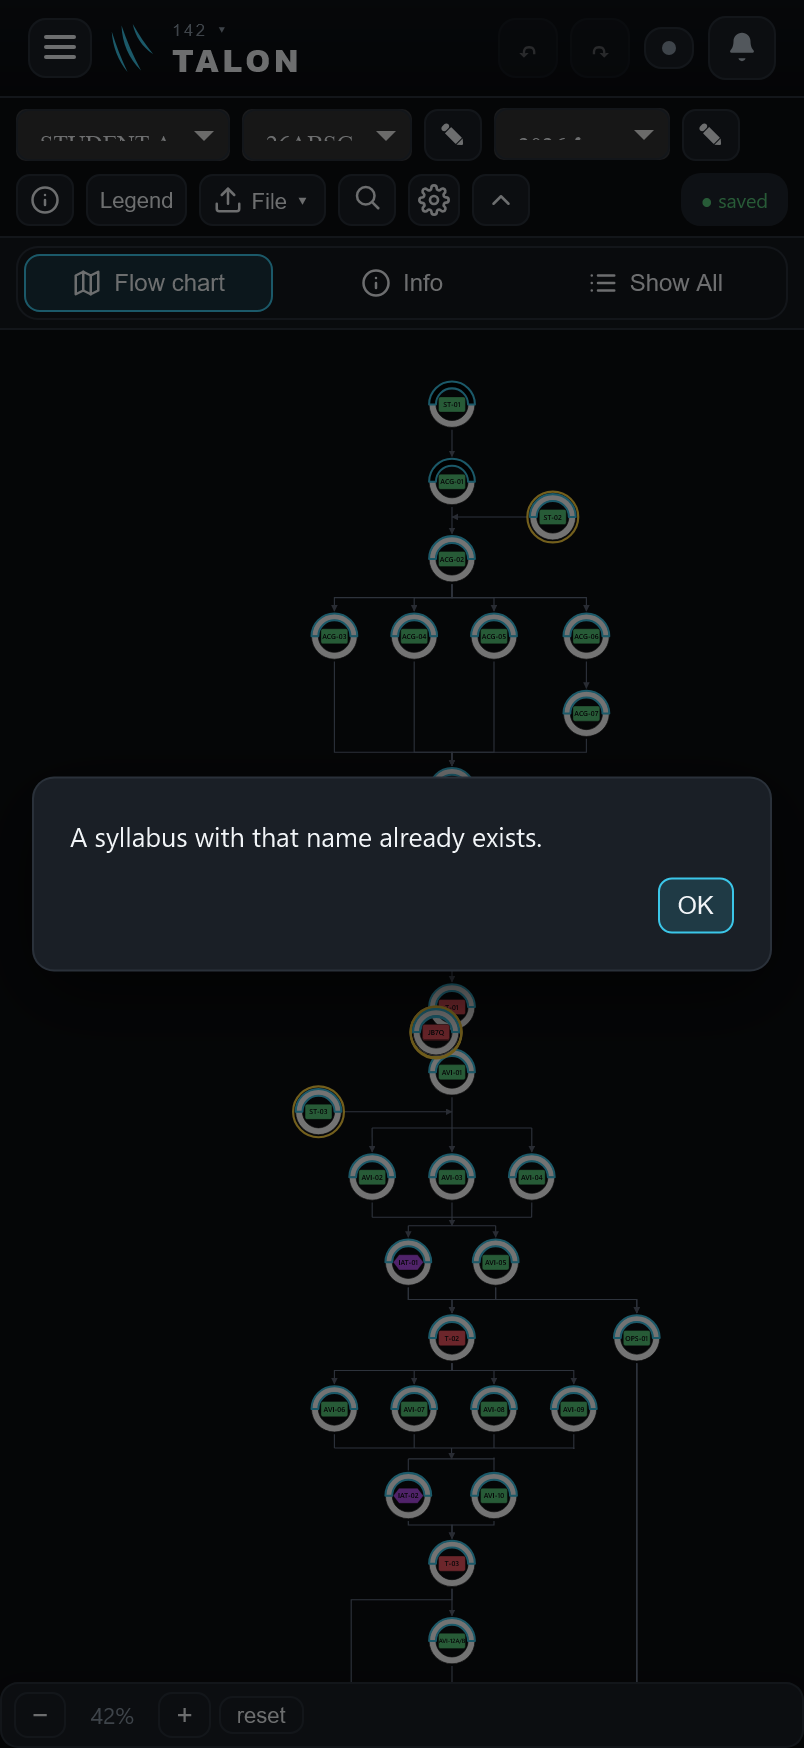 142 ▾
TALON
Legend
File ▾
saved
Flow chart
Info
Show All
ST-01
ACG-01
ST-02
ACG-02
ACG-03
ACG-04
ACG-05
ACG-06
ACG-07
A syllabus with that name already exists.
OK
AVI-01
ST-03
AVI-02
AVI-03
AVI-04
IAT-01
AVI-05
T-02
OPS-01
AVI-06
AVI-07
AVI-08
AVI-09
IAT-02
AVI-10
T-03
− 42% + reset